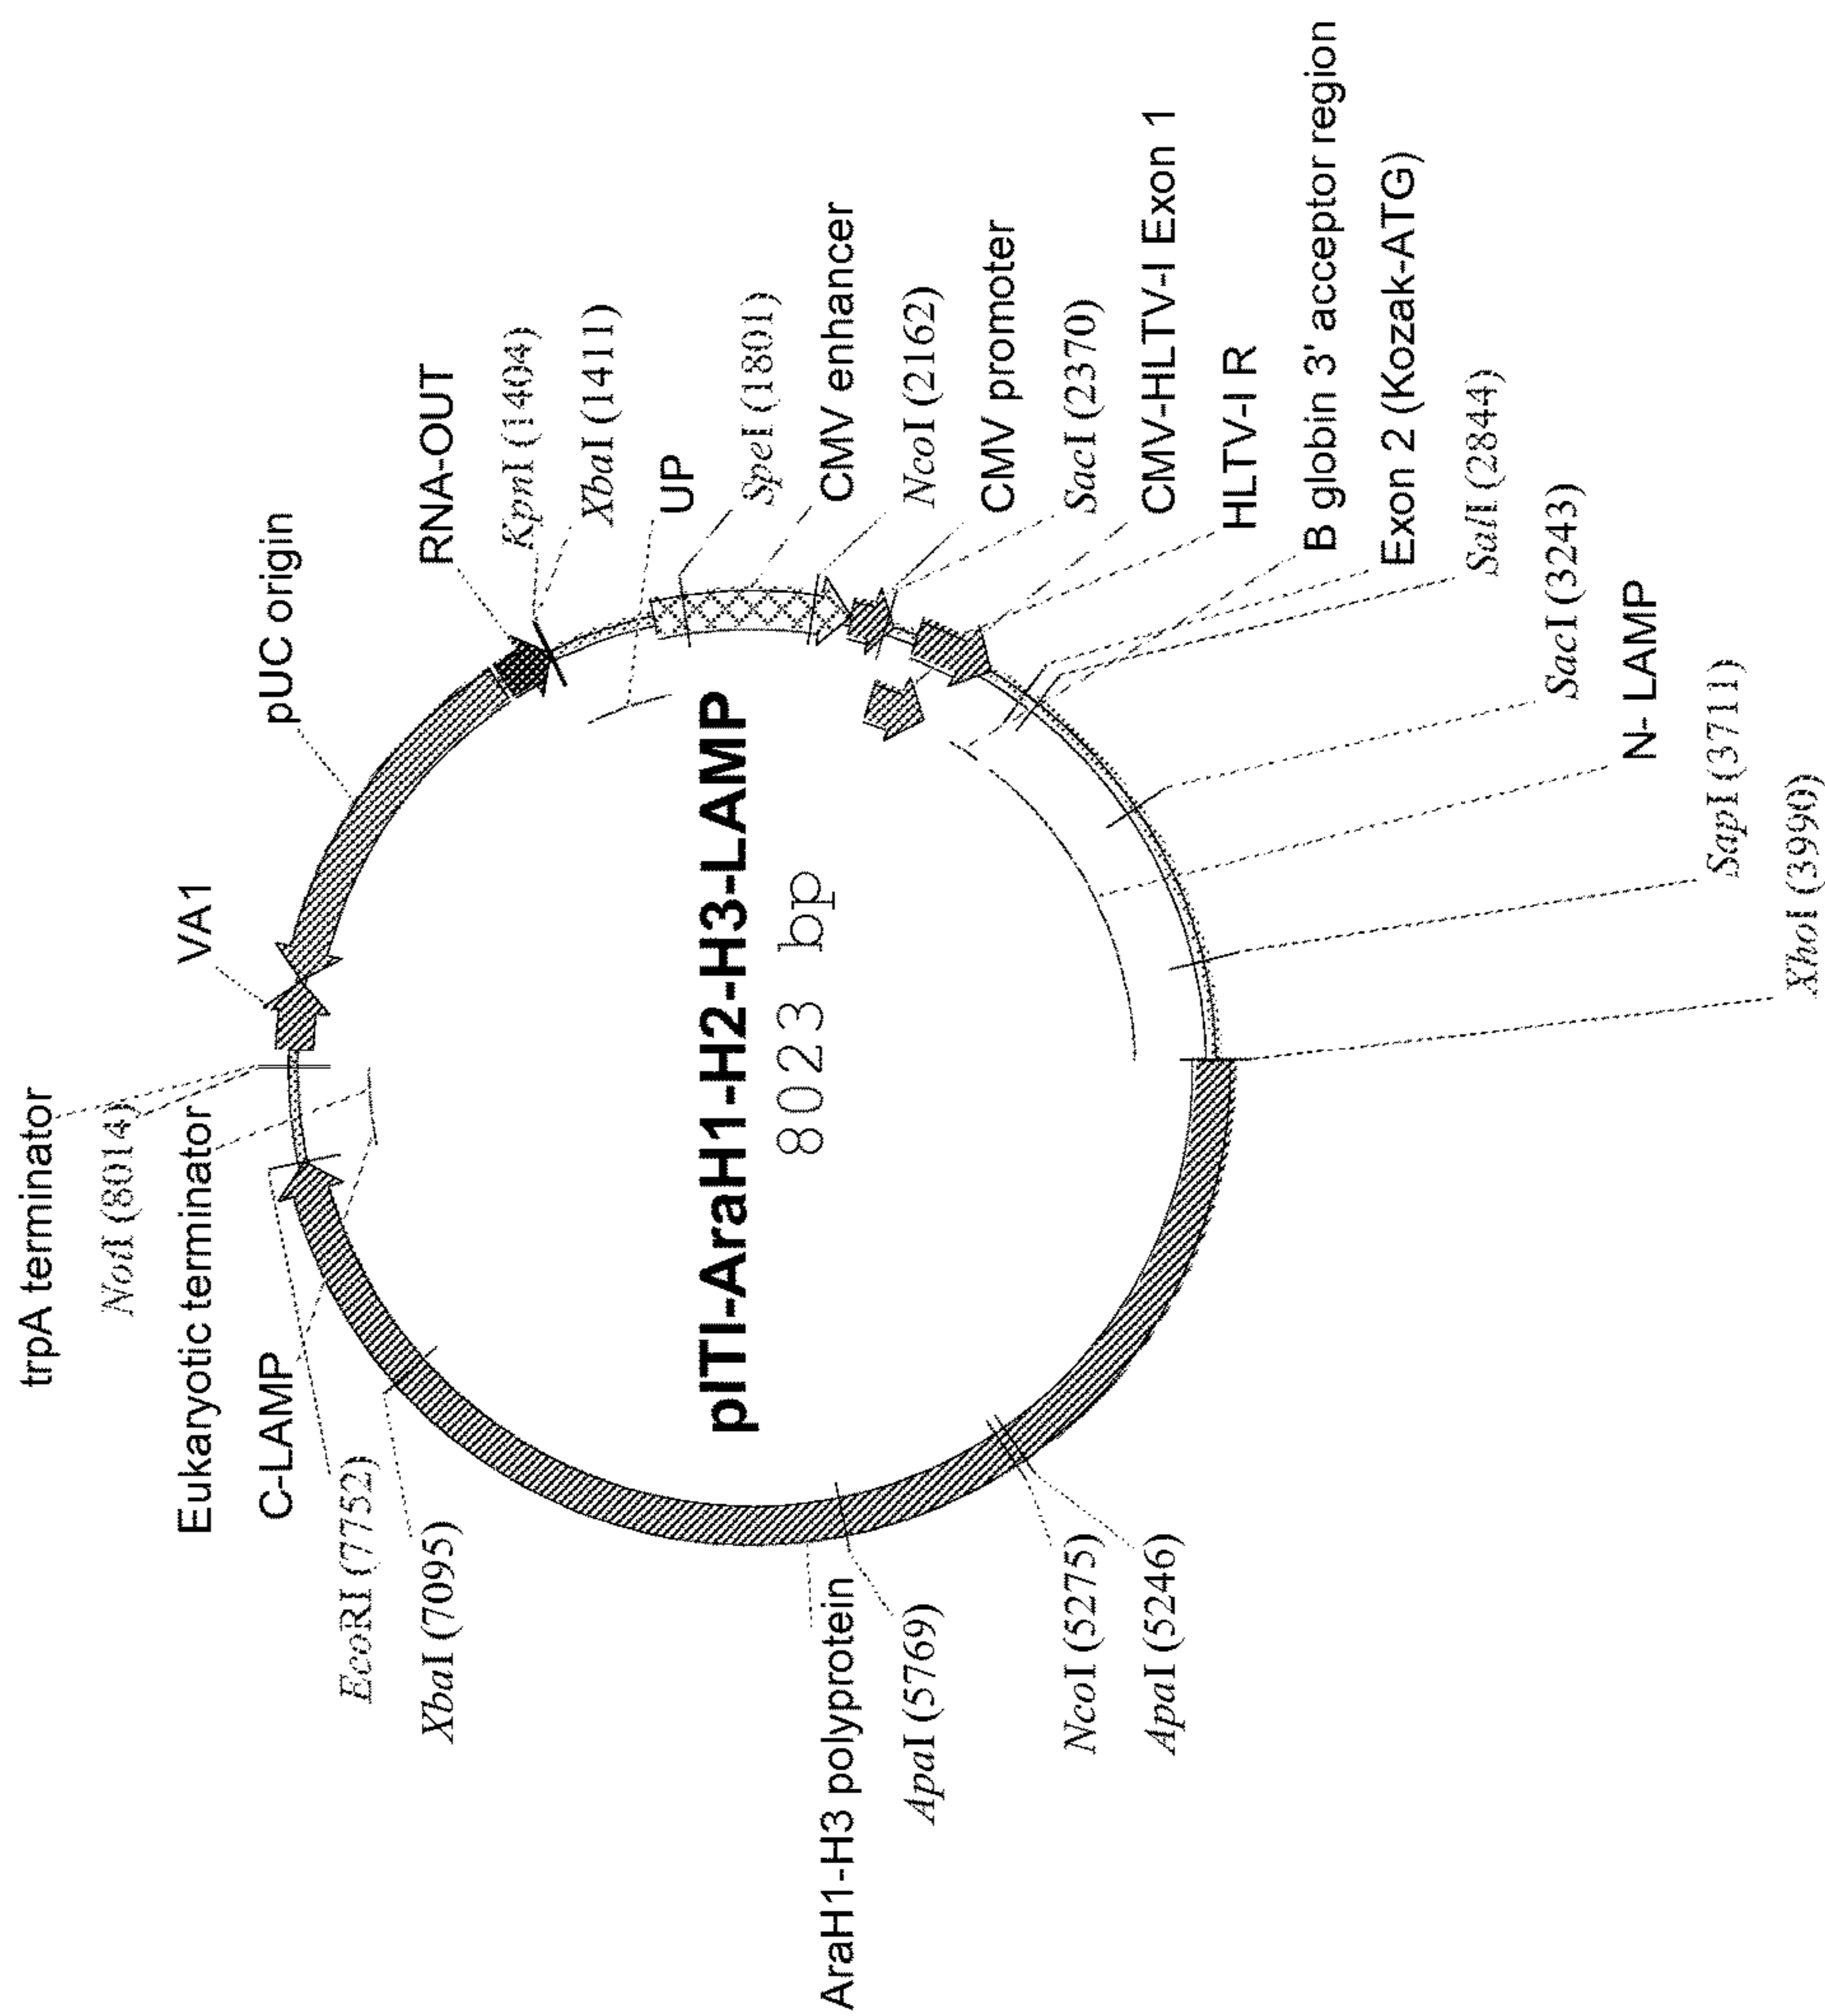 trpA terminator
NotI (8014)
Eukaryotic terminator
C-LAMP
EcoRI (7752)
XbaI (7095)
AraH1-H3 polyprotein
ApaI (5769)
NcoI (5275)
ApaI (5246)
VA1
pUC origin
RNA-OUT
KpnI (1404)
XbaI (1411)
UP
SpeI (1801)
CMV enhancer
NcoI (2162)
CMV promoter
SacI (2370)
CMV-HLTV-I Exon 1
HLTV-I R
B globin 3' acceptor region
Exon 2 (Kozak-ATG)
SalI (2844)
SacI (3243)
N- LAMP
SapI (3711)
XhoI (3990)
pITI-AraH1-H2-H3-LAMP
8023 bp